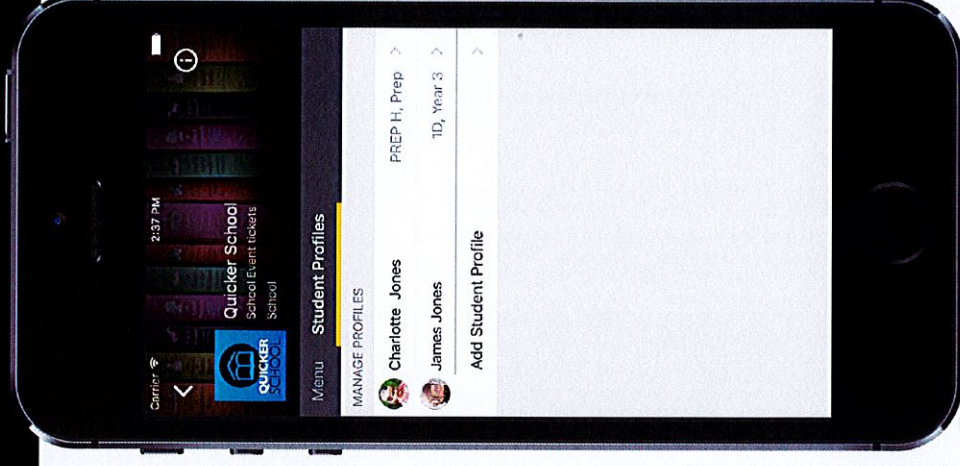 Carrier 2:37 PM
QUICKER
SCHOOL
Quicker School
School Event tickets
School
Menu Student Profiles
MANAGE PROFILES
Charlotte Jones PREP H, Prep >
James Jones 1D, Year 3 >
Add Student Profile >